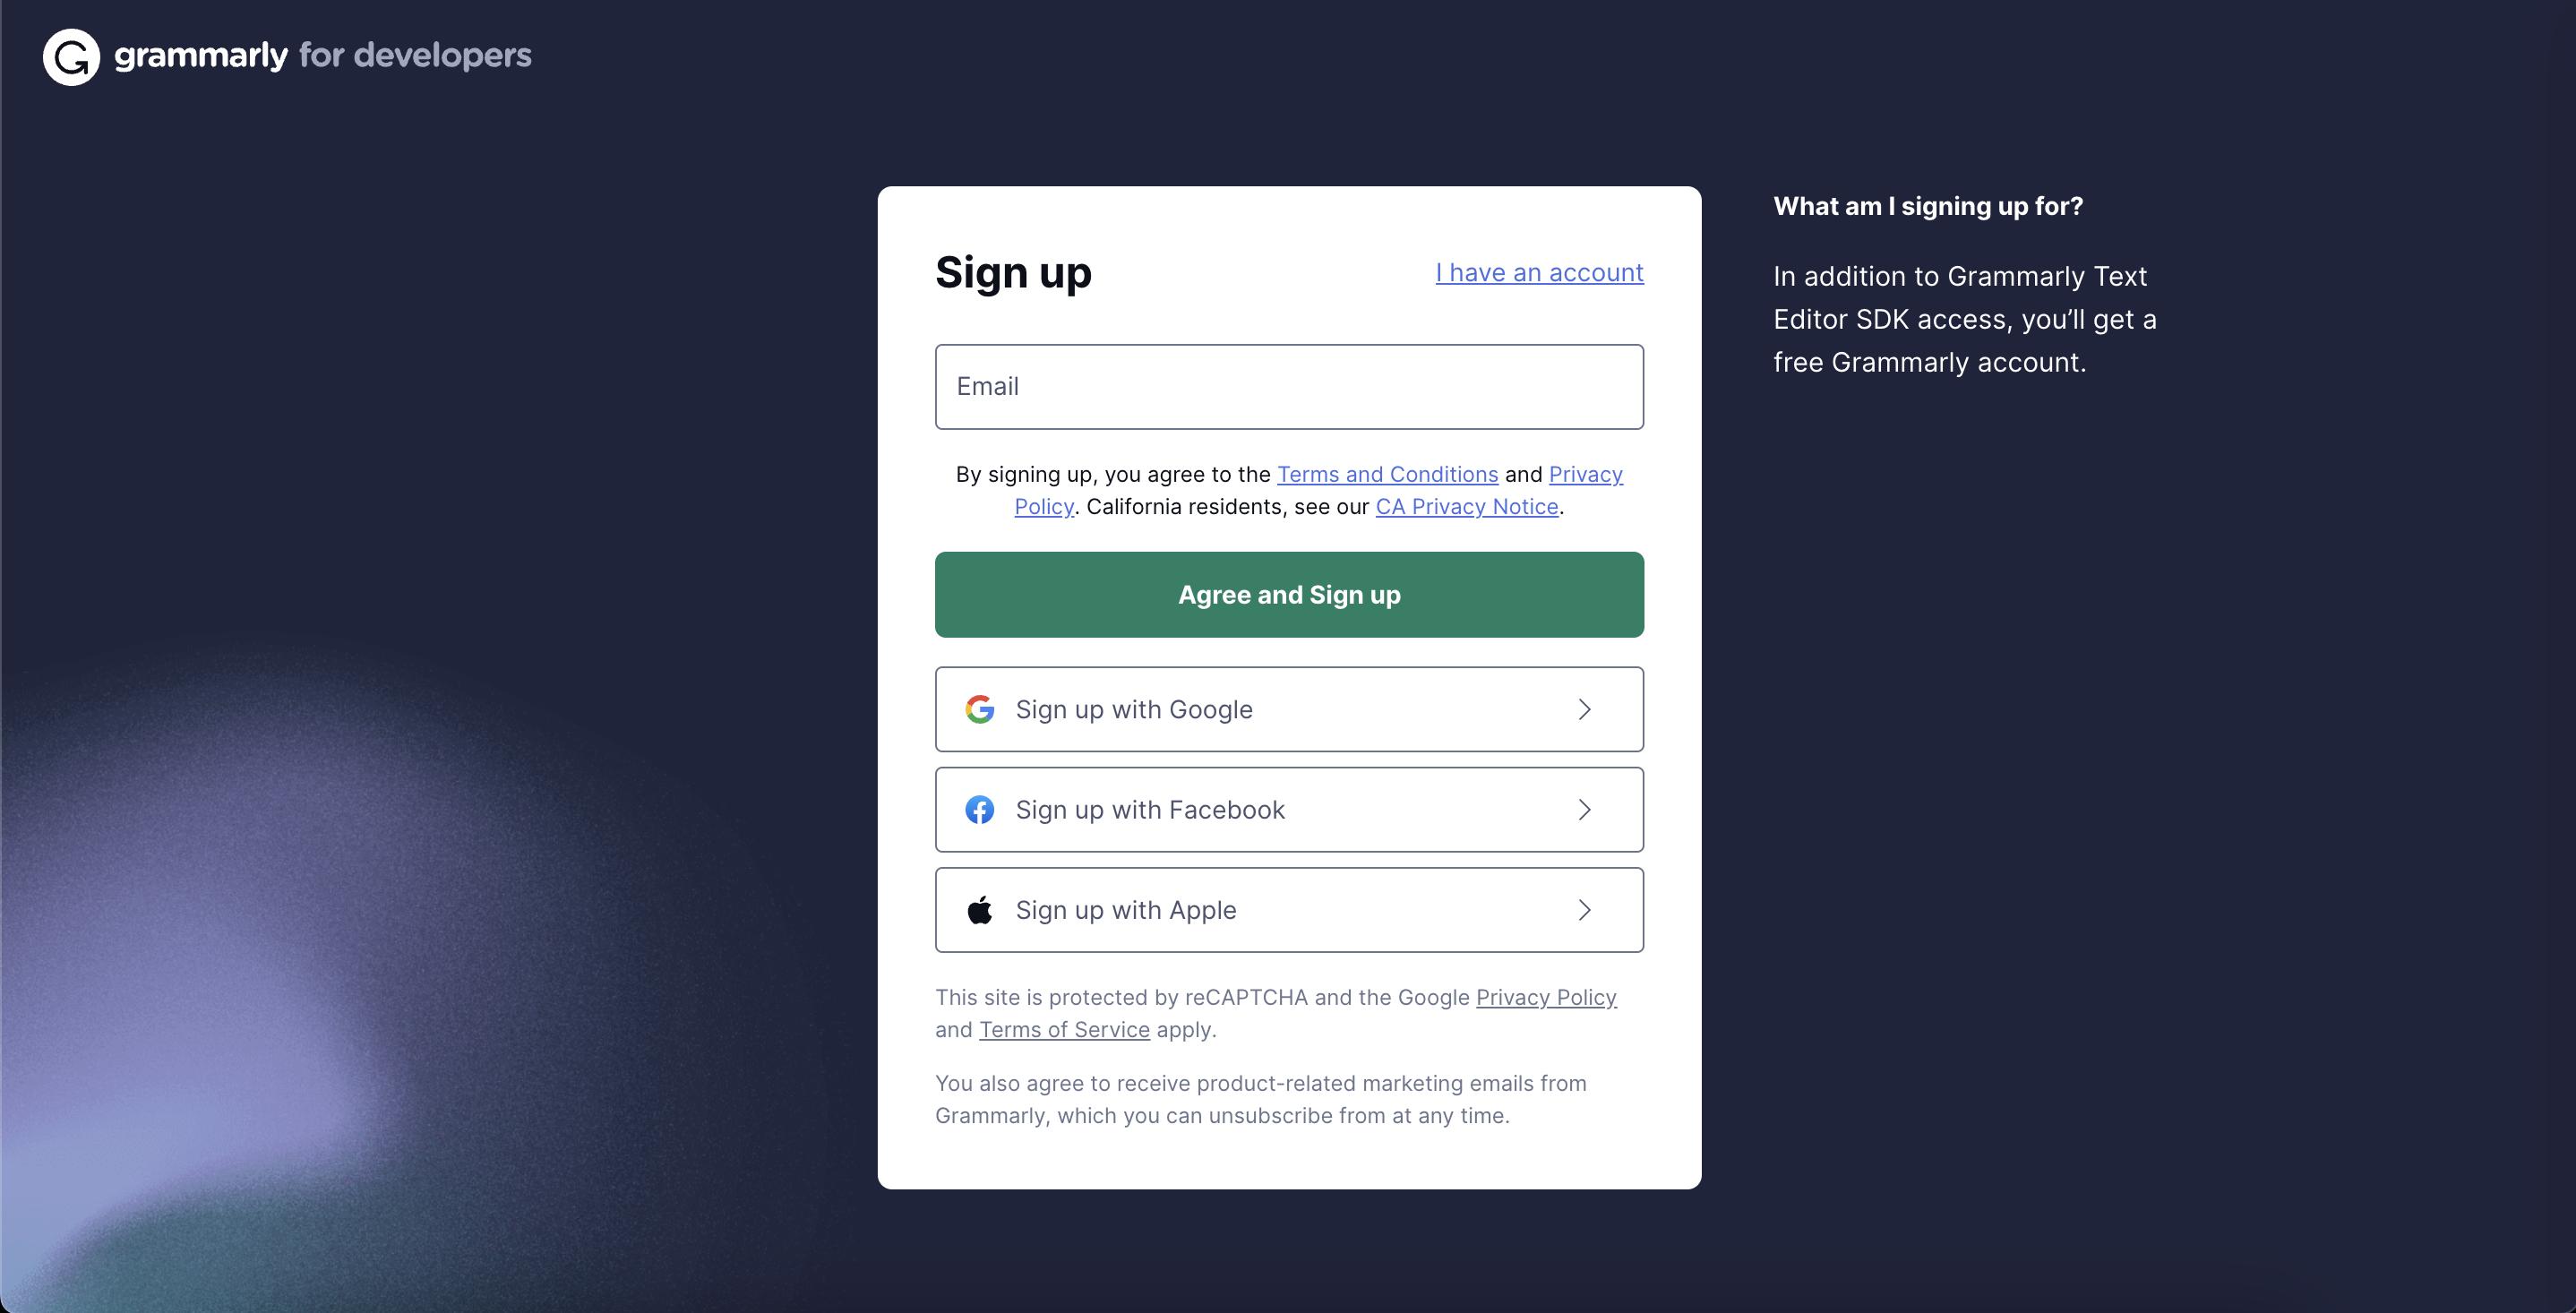 grammarly for developers
Sign up
I have an account
Email
By signing up, you agree to the Terms and Conditions and Privacy
Policy. California residents, see our CA Privacy Notice.
Agree and Sign up
Sign up with Google
Sign up with Facebook
Sign up with Apple
This site is protected by reCAPTCHA and the Google Privacy Policy
and Terms of Service apply.
You also agree to receive product-related marketing emails from
Grammarly, which you can unsubscribe from at any time.
What am I signing up for?
In addition to Grammarly Text
Editor SDK access, you’ll get a
free Grammarly account.